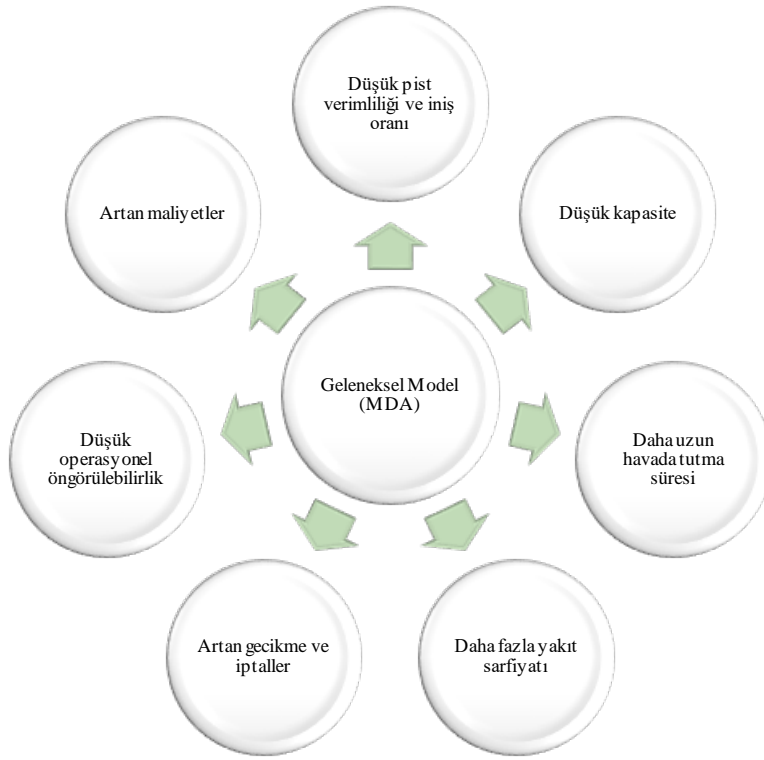 Düşük pist
verimliliği ve iniş
oranı
Artan maliyetler
Düşük kapasite
Geleneksel Model
(MDA)
Düşük
operasyonel
öngörülebilirlik
Daha uzun
havada tutma
süresi
Artan gecikme ve
iptaller
Daha fazla yakıt
sarfiyatı